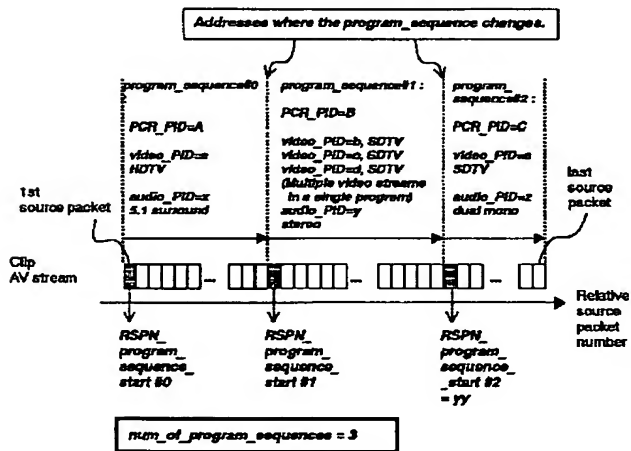 Addresses where the program_sequence changes.
program_sequence#0
PCR_PID=A
video_PID=a
HDTV
audio_PID=x
5.1 surround
program_sequence#1 :
PCR_PID=B
video_PID=b, SDTV
video_PID=c, SDTV
video_PID=d, SDTV
(Multiple video streams
in a single program)
audio_PID=y
stereo
program_
sequence#2 :
PCR_PID=C
video_PID=a
SDTV
audio_PID=z
dual mono
1st
source packet
last
source
packet
Clip
AV stream
... ... ...
Relative
source
packet
number
RSPN_
program_
sequence_
start #0
RSPN_
program_
sequence_
start #1
RSPN_
program_
sequence_
_start #2
= yy
num_of_program_sequences = 3